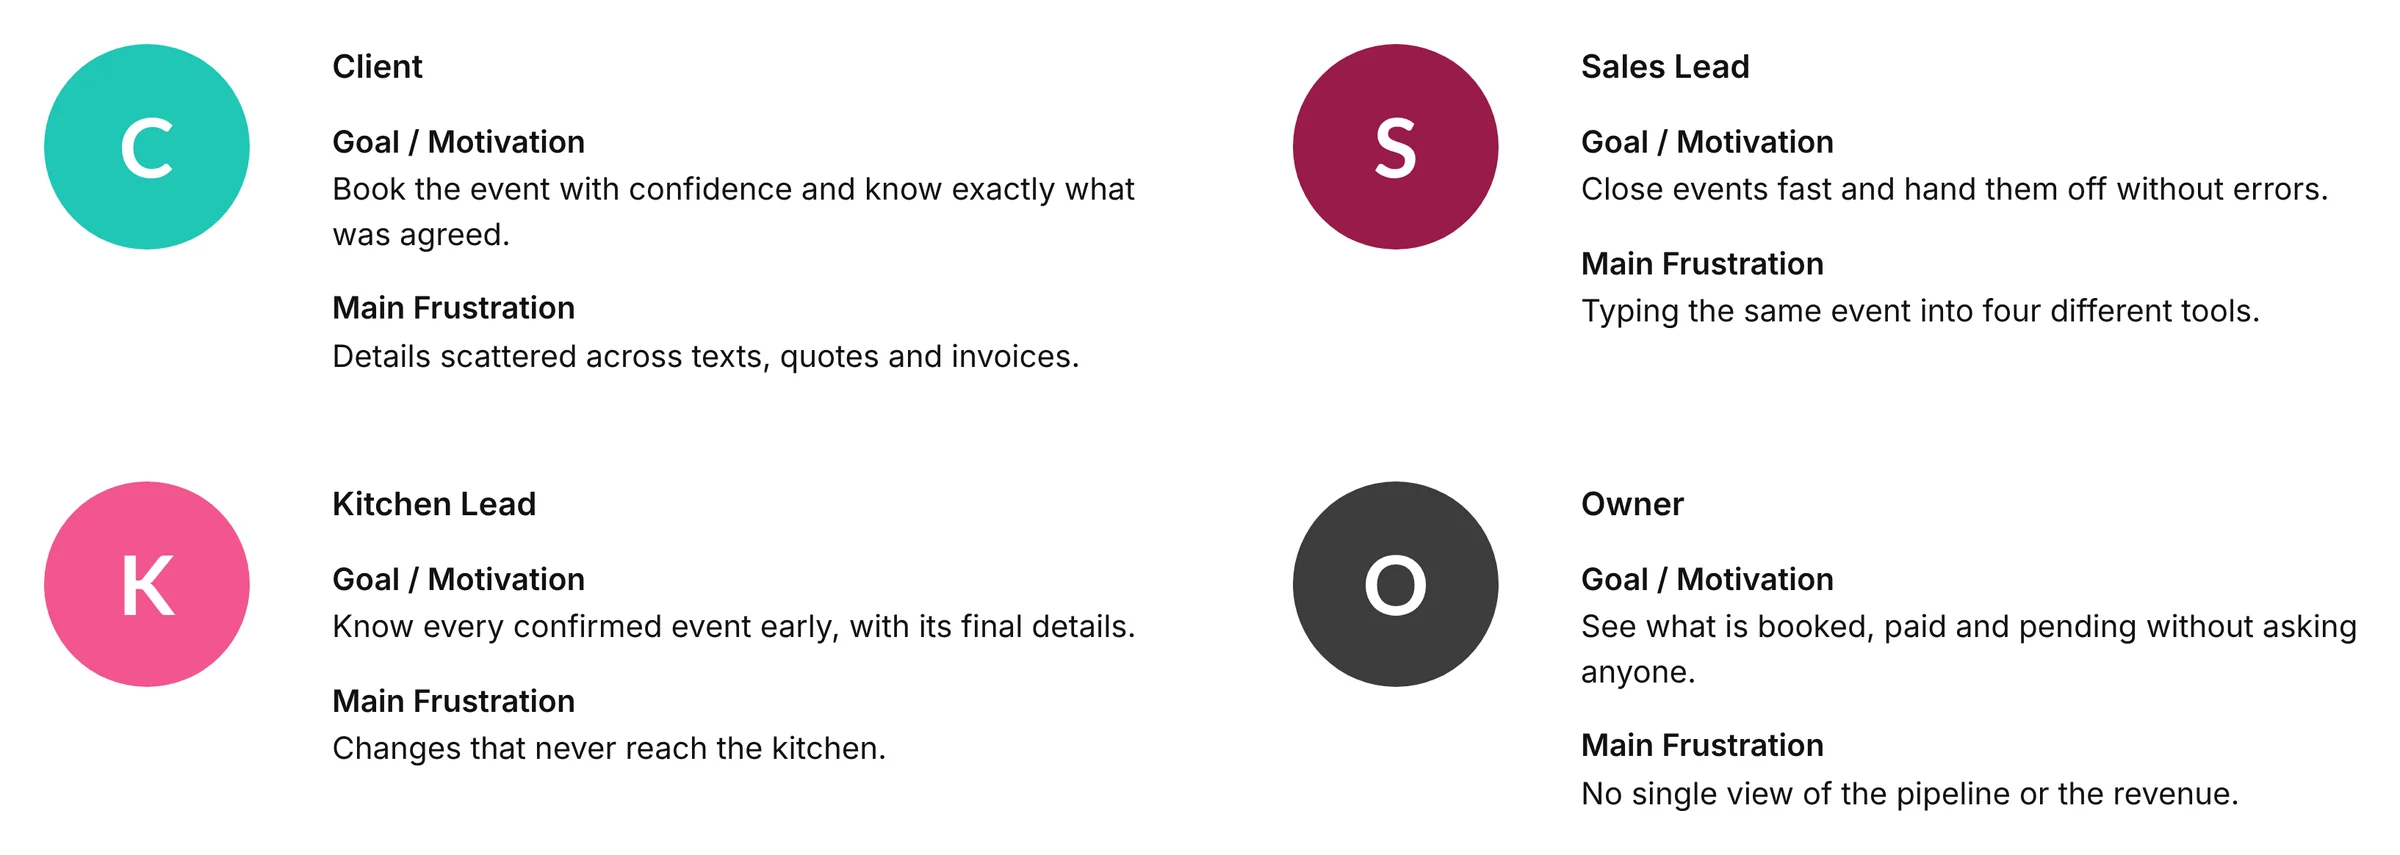 C
Client
Goal / Motivation
Book the event with confidence and know exactly what
was agreed.
Main Frustration
Details scattered across texts, quotes and invoices.
S
Sales Lead
Goal / Motivation
Close events fast and hand them off without errors.
Main Frustration
Typing the same event into four different tools.
K
Kitchen Lead
Goal / Motivation
Know every confirmed event early, with its final details.
Main Frustration
Changes that never reach the kitchen.
O
Owner
Goal / Motivation
See what is booked, paid and pending without asking
anyone.
Main Frustration
No single view of the pipeline or the revenue.